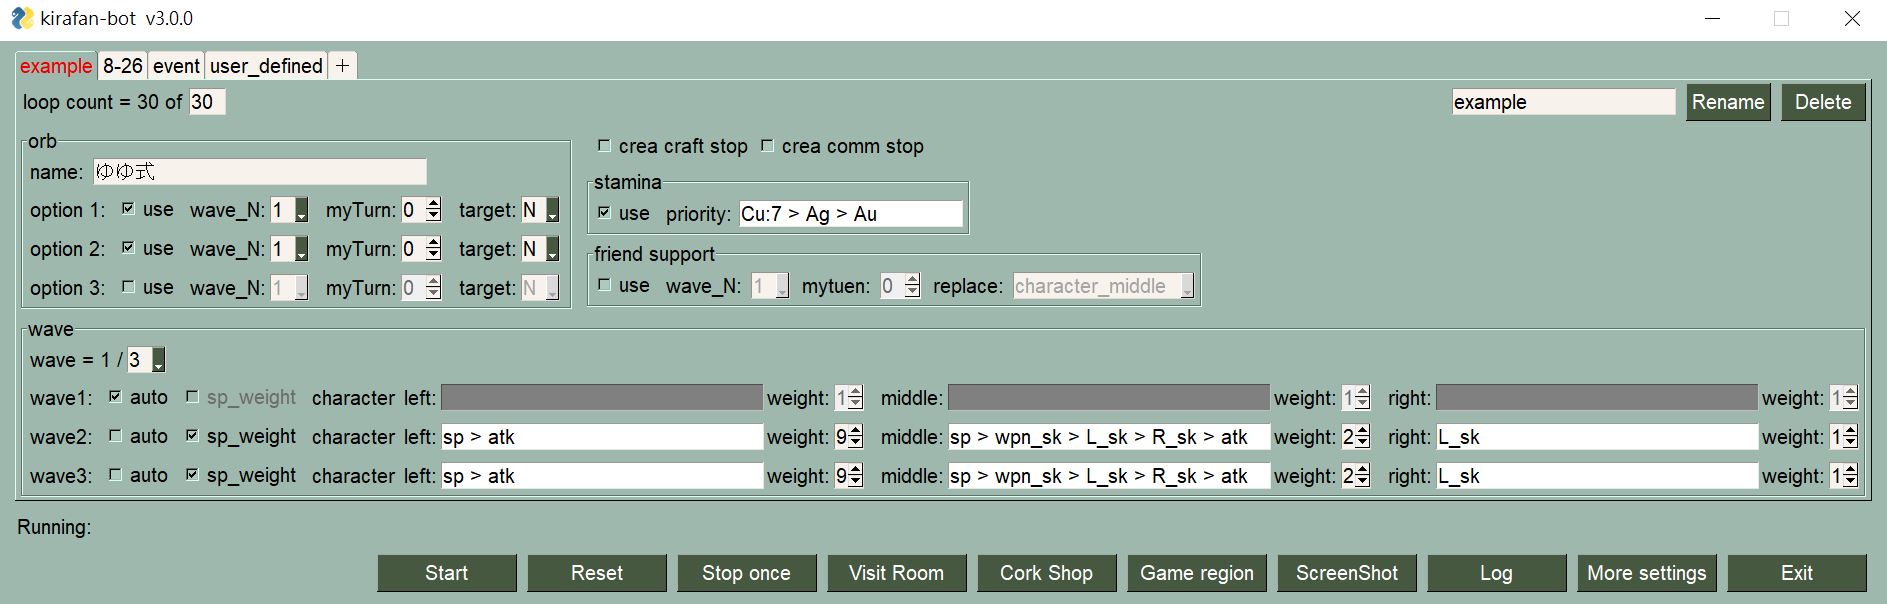 kirafan-bot v3.0.0
example 8-26 event user_defined +
loop count = 30 of 30 example Rename Delete
orb
name: ゆゆ式
option 1: use wave_N: 1 myTurn: 0 target: N
option 2: use wave_N: 1 myTurn: 0 target: N
option 3: use wave_N: 1 myTurn: 0 target: N
crea craft stop crea comm stop
stamina
use priority: Cu:7 > Ag > Au
friend support
use wave_N: 1 mytuen: 0 replace: character_middle
wave
wave = 1 / 3
wave1: auto sp_weight character left: weight: 1 middle: weight: 1 right: weight: 1
wave2: auto sp_weight character left: sp > atk weight: 9 middle: sp > wpn_sk > L_sk > R_sk > atk weight: 2 right: L_sk weight: 1
wave3: auto sp_weight character left: sp > atk weight: 9 middle: sp > wpn_sk > L_sk > R_sk > atk weight: 2 right: L_sk weight: 1
Running:
Start Reset Stop once Visit Room Cork Shop Game region ScreenShot Log More settings Exit